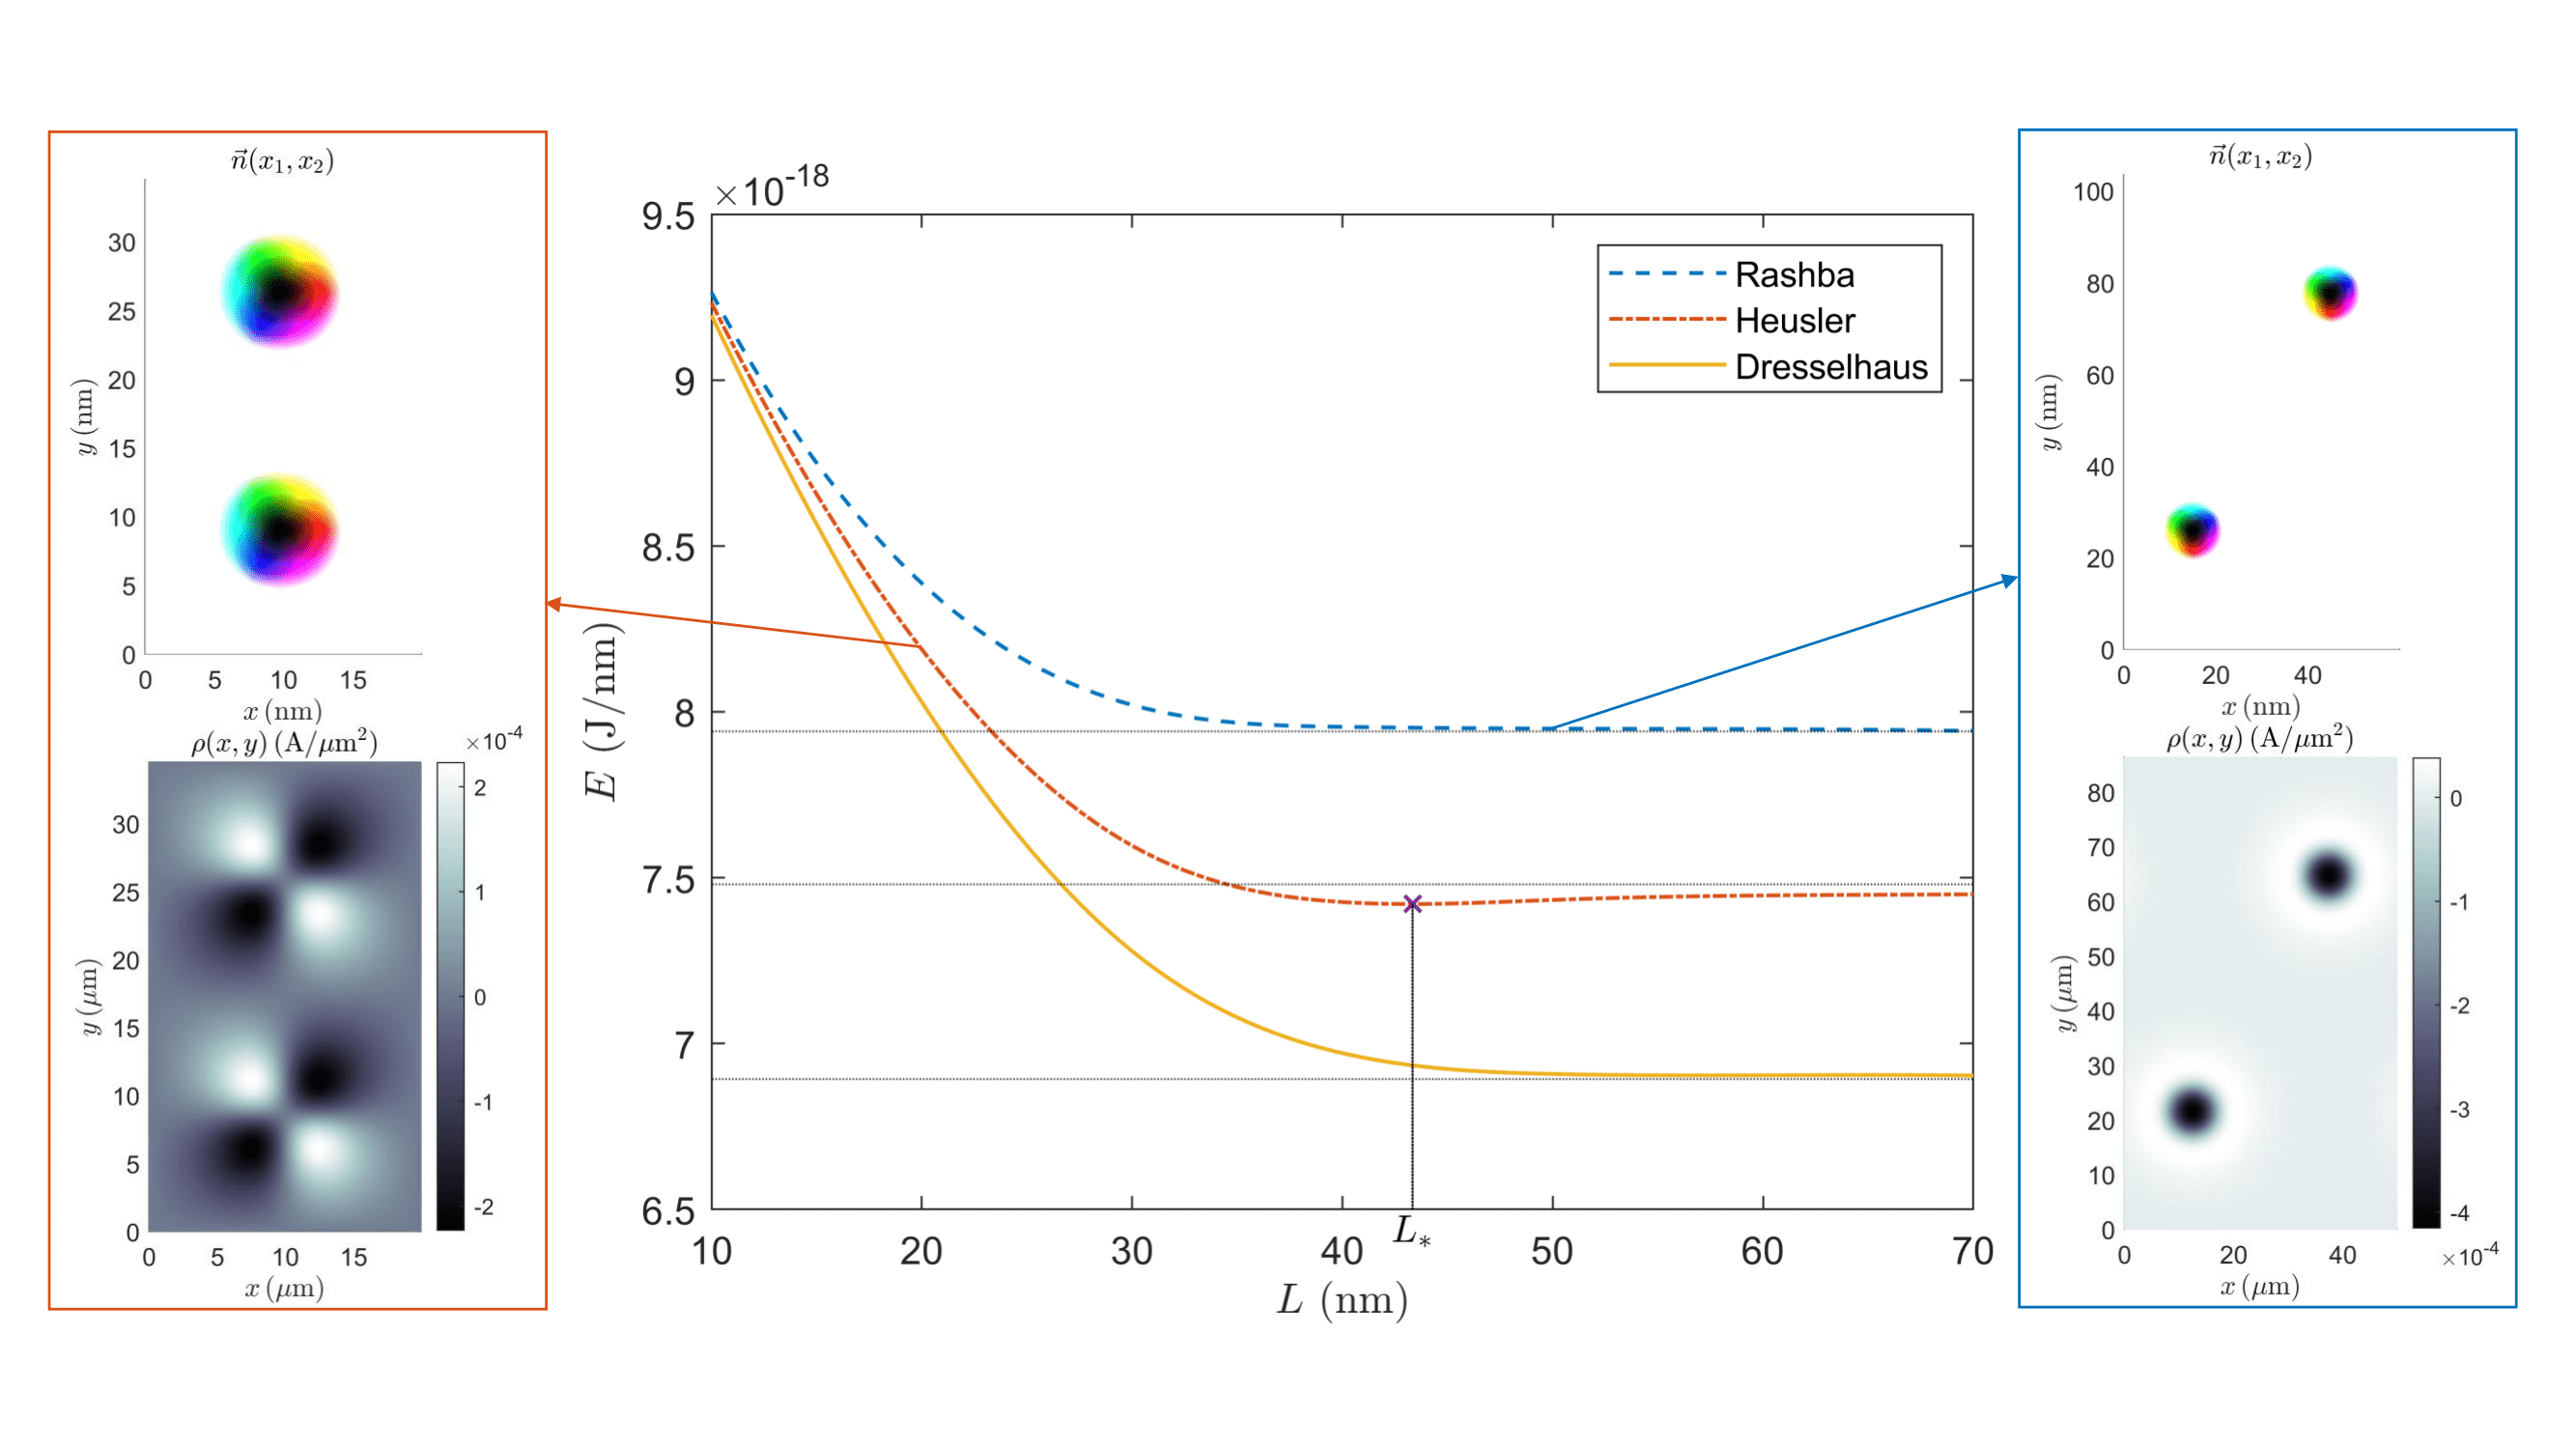 n⃗(x₁, x₂)
30
25
20
15
10
5
0
y (nm)
0 5 10 15
x (nm)
ρ(x, y) (A/μm²)
×10⁻⁴
30
25
20
15
10
5
0
y (μm)
0 5 10 15
x (μm)
2
1
0
-1
-2
×10⁻¹⁸
9.5
9
8.5
8
7.5
7
6.5
E (J/nm)
10 20 30 40 50 60 70
L*
L (nm)
Rashba
Heusler
Dresselhaus
n⃗(x₁, x₂)
100
80
60
40
20
0
y (nm)
0 20 40
x (nm)
ρ(x, y) (A/μm²)
80
70
60
50
40
30
20
10
0
y (μm)
0 20 40
x (μm)
0
-1
-2
-3
-4
×10⁻⁴